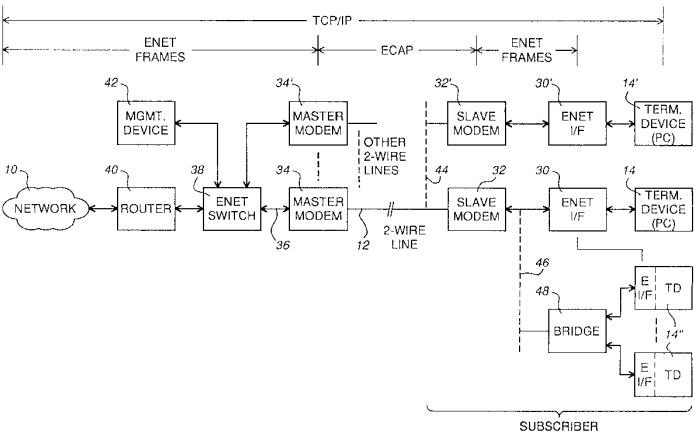 TCP/IP
ENET
FRAMES
ECAP
ENET
FRAMES
42
MGMT.
DEVICE
34'
MASTER
MODEM
32'
SLAVE
MODEM
30'
ENET
I/F
14'
TERM.
DEVICE
(PC)
OTHER
2-WIRE
LINES
10
NETWORK
40
ROUTER
38
ENET
SWITCH
36
34
MASTER
MODEM
12
2-WIRE
LINE
44
32
SLAVE
MODEM
30
ENET
I/F
14
TERM.
DEVICE
(PC)
46
48
BRIDGE
E
I/F
TD
14"
E
I/F
TD
SUBSCRIBER